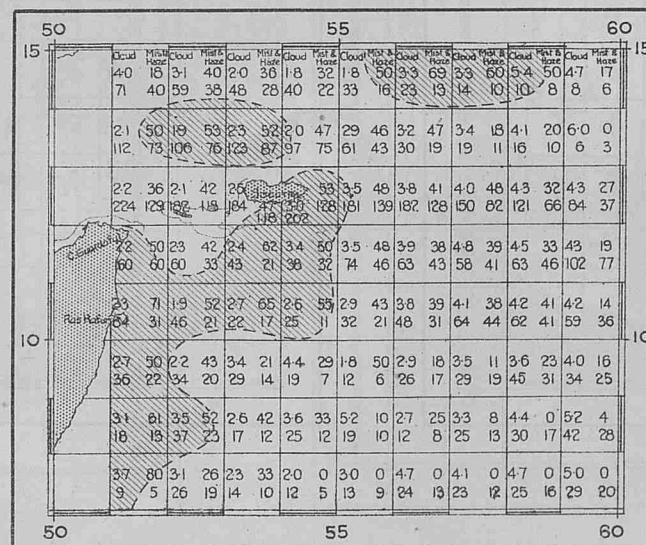 50 55 60
15 15
Cloud Mist & Haze Cloud Mist & Haze Cloud Mist & Haze Cloud Mist & Haze Cloud Mist & Haze Cloud Mist & Haze Cloud Mist & Haze Cloud Mist & Haze Cloud Mist & Haze
4·0 18 3·1 40 2·0 36 1·8 32 1·8 50 3·3 69 3·3 60 5·4 50 4·7 17
71 40 59 38 48 28 40 22 33 16 23 13 14 10 10 8 8 6
2·1 50 1·9 53 2·3 52 2·0 47 29 46 3·2 47 3·4 18 4·1 20 6·0 0
112 73 106 76 123 87 97 75 61 43 30 19 19 11 16 10 6 3
2·2 36 2·1 42 53 3·5 48 3·8 41 4·0 48 4·3 32 4·3 27
224 129 182 118 184 47 128 181 139 182 128 150 82 121 66 84 37
118 202
2·2 50 2·3 42 2·4 62 3·4 50 3·5 48 3·9 38 4·8 39 4·5 33 4·3 19
60 60 60 33 43 21 38 32 74 46 63 43 58 41 63 46 102 77
2·3 71 1·9 52 2·7 65 2·6 55 2·9 43 3·8 39 4·1 38 4·2 41 4·2 14
Ras Hafun 31 46 21 22 17 25 11 32 21 48 31 64 44 62 41 59 36
10 10
2·7 50 2·2 43 3·4 21 4·4 29 1·8 50 2·9 18 3·5 11 3·6 23 4·0 16
36 22 34 20 29 14 19 7 12 6 26 17 29 19 45 31 34 25
3·1 61 3·5 52 2·6 42 3·6 33 5·2 10 2·7 25 3·3 8 4·4 0 5·2 4
18 13 37 23 17 12 25 12 19 10 12 8 25 13 30 17 42 28
3·7 80 3·1 26 2·3 33 2·0 0 3·0 0 4·7 0 4·1 0 4·7 0 5·0 0
9 5 26 19 14 10 12 5 13 9 24 13 23 12 25 16 29 20
50 55 60